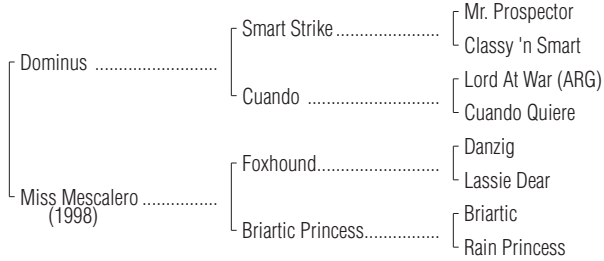 Mr. Prospector
Smart Strike ......................
Classy 'n Smart
Dominus ..........................
Lord At War (ARG)
Cuando ............................
Cuando Quiere
Danzig
Foxhound..........................
Lassie Dear
Miss Mescalero ................
(1998)
Briartic
Briartic Princess................
Rain Princess